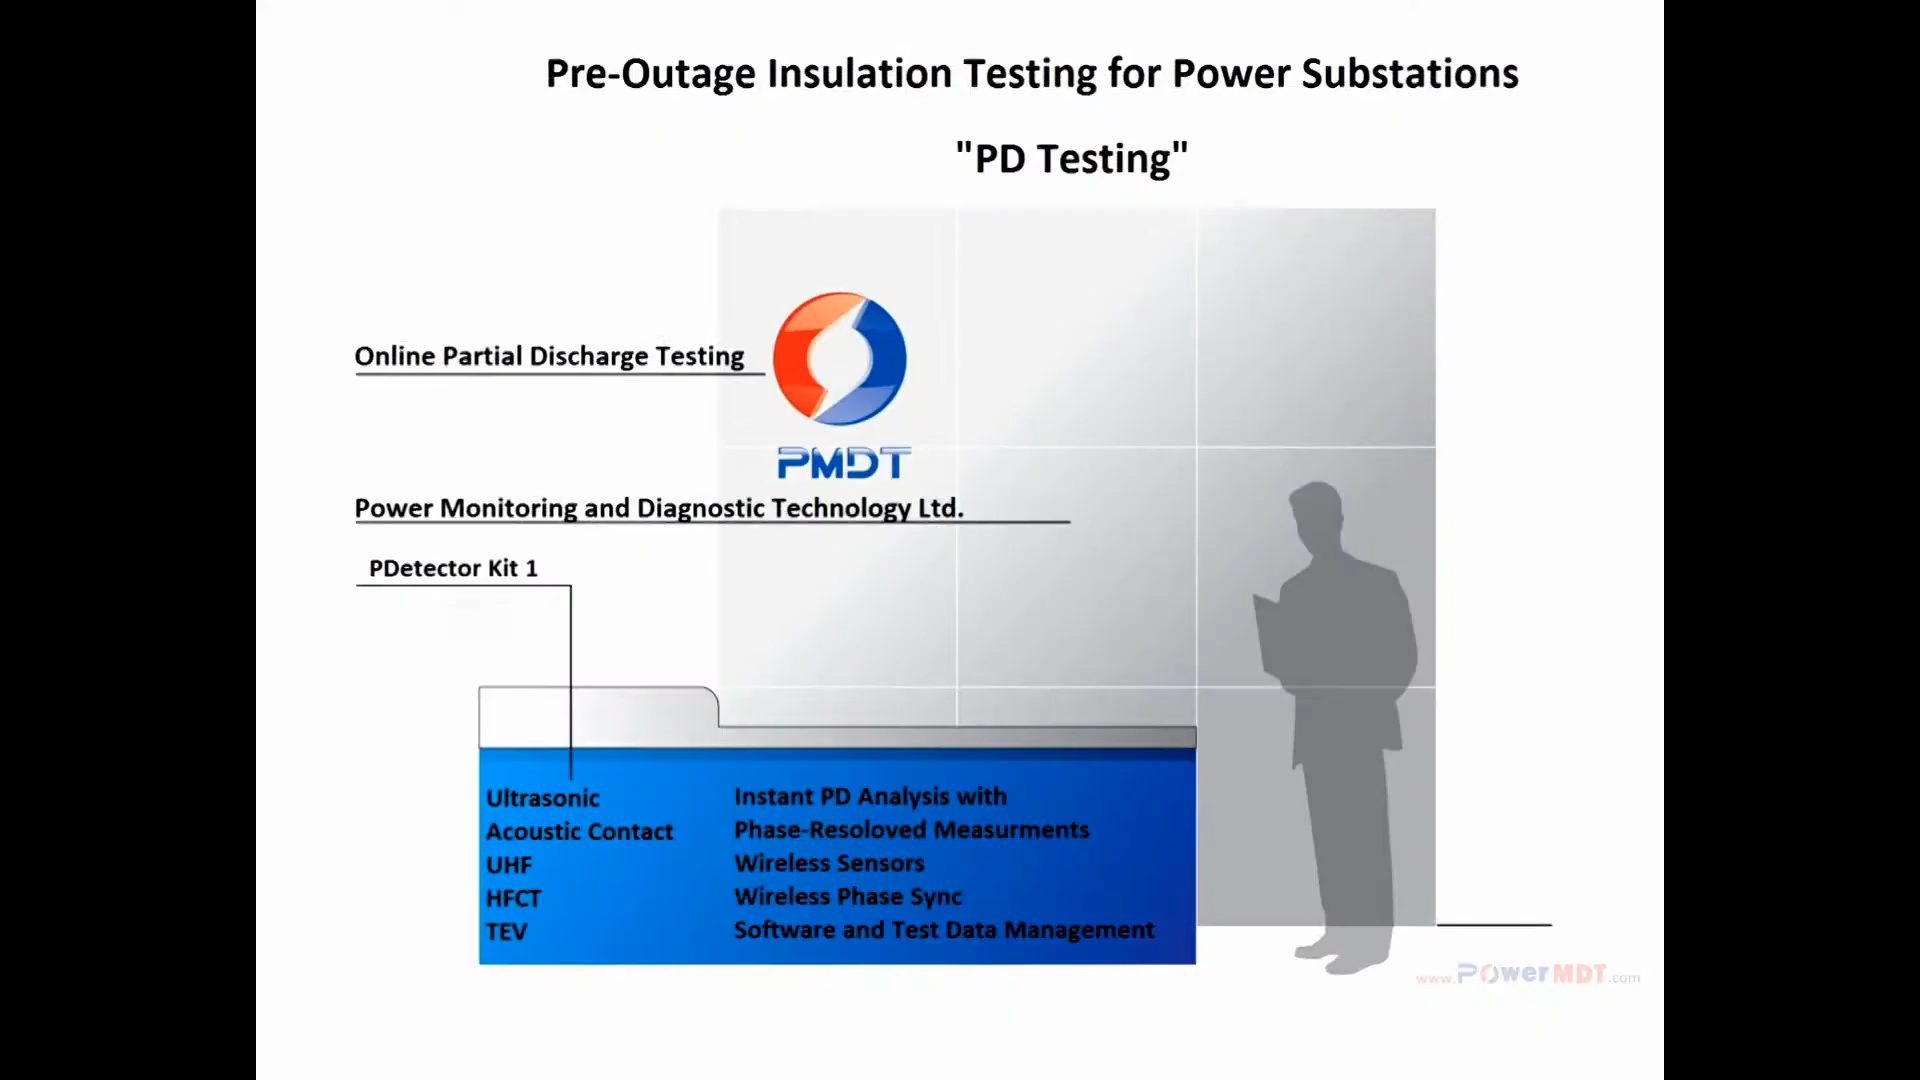 Pre-Outage Insulation Testing for Power Substations
"PD Testing"
Online Partial Discharge Testing
PMDT
Power Monitoring and Diagnostic Technology Ltd.
PDetector Kit 1
Ultrasonic
Acoustic Contact
UHF
HFCT
TEV
Instant PD Analysis with
Phase-Resoloved Measurments
Wireless Sensors
Wireless Phase Sync
Software and Test Data Management
www.PowerMDT.com